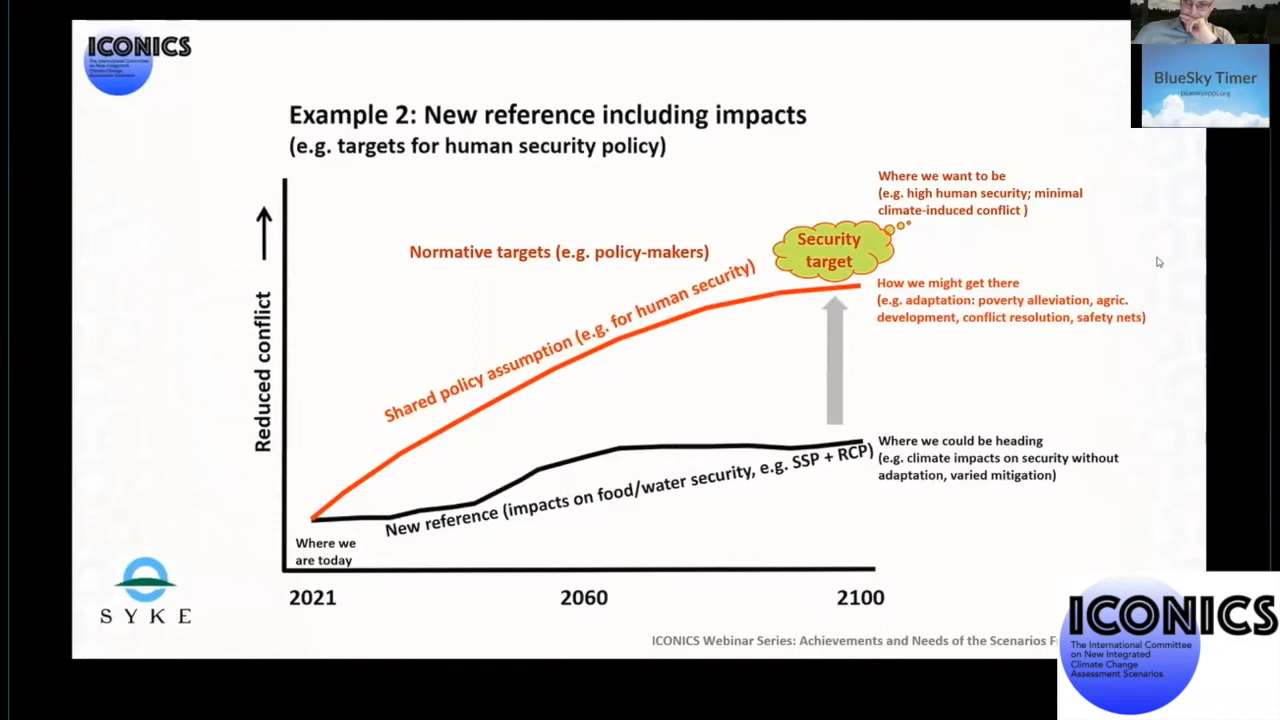 ICONICS
The International Committee
on New Integrated
Climate Change
Assessment Scenarios
BlueSky Timer
blueskyapps.org
Example 2: New reference including impacts
(e.g. targets for human security policy)
Where we want to be
(e.g. high human security; minimal
climate-induced conflict )
Normative targets (e.g. policy-makers)
Security
target
How we might get there
(e.g. adaptation: poverty alleviation, agric.
development, conflict resolution, safety nets)
Shared policy assumption (e.g. for human security)
Reduced conflict
Where we could be heading
(e.g. climate impacts on security without
adaptation, varied mitigation)
New reference (impacts on food/water security, e.g. SSP + RCP)
Where we
are today
2021
2060
2100
SYKE
ICONICS Webinar Series: Achievements and Needs of the Scenarios F
ICONICS
The International Committee
on New Integrated
Climate Change
Assessment Scenarios